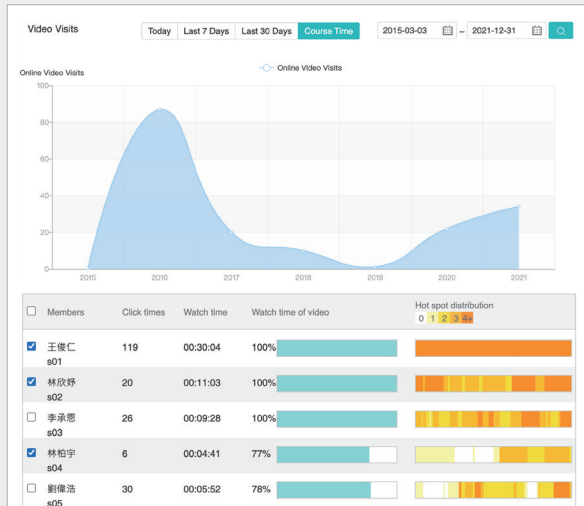 Video Visits
Today Last 7 Days Last 30 Days Course Time 2015-03-03 ~ 2021-12-31
Online Video Visits
Online Video Visits
100
80
60
40
20
0
2015 2016 2017 2018 2019 2020 2021
Members Click times Watch time Watch time of video Hot spot distribution
0 1 2 3 4+
王俊仁 119 00:30:04 100%
s01
林欣妤 20 00:11:03 100%
s02
李承恩 26 00:09:28 100%
s03
林柏宇 6 00:04:41 77%
s04
劉偉浩 30 00:05:52 78%
s05